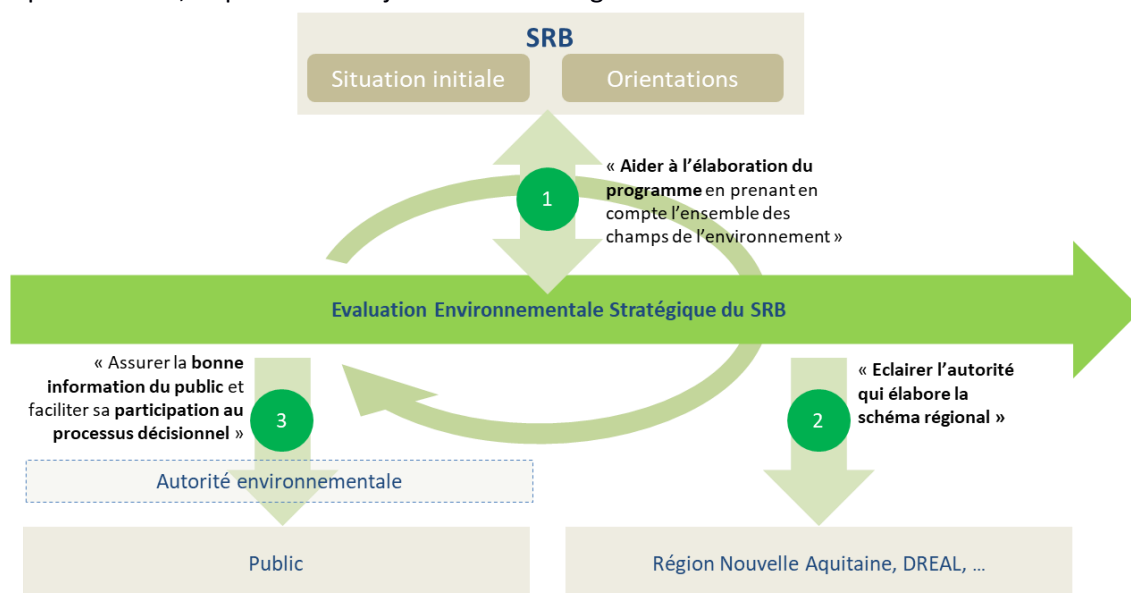 SRB
Situation initiale
Orientations
1
« Aider à l'élaboration du
programme en prenant en
compte l'ensemble des
champs de l'environnement »
Evaluation Environnementale Stratégique du SRB
« Assurer la bonne
information du public et
faciliter sa participation au
processus décisionnel »
3
2
« Eclairer l'autorité
qui élabore la
schéma régional »
Autorité environnementale
Public
Région Nouvelle Aquitaine, DREAL, ...